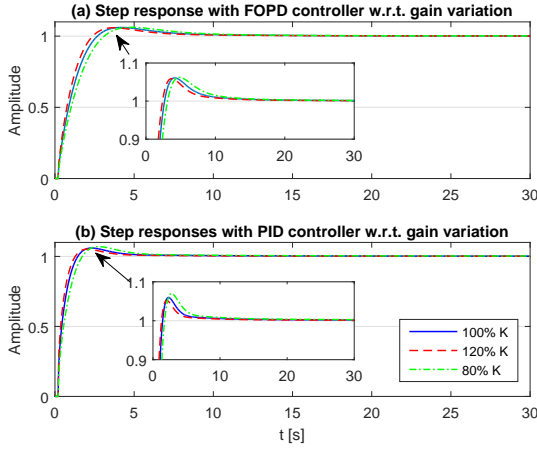 (a) Step response with FOPD controller w.r.t. gain variation
Amplitude
1
0.5
0
0 5 10 15 20 25 30
1.1
1
0.9
0 10 20 30
(b) Step responses with PID controller w.r.t. gain variation
Amplitude
1
0.5
0
0 5 10 15 20 25 30
1.1
1
0.9
0 10 20 30
100% K
120% K
80% K
t [s]